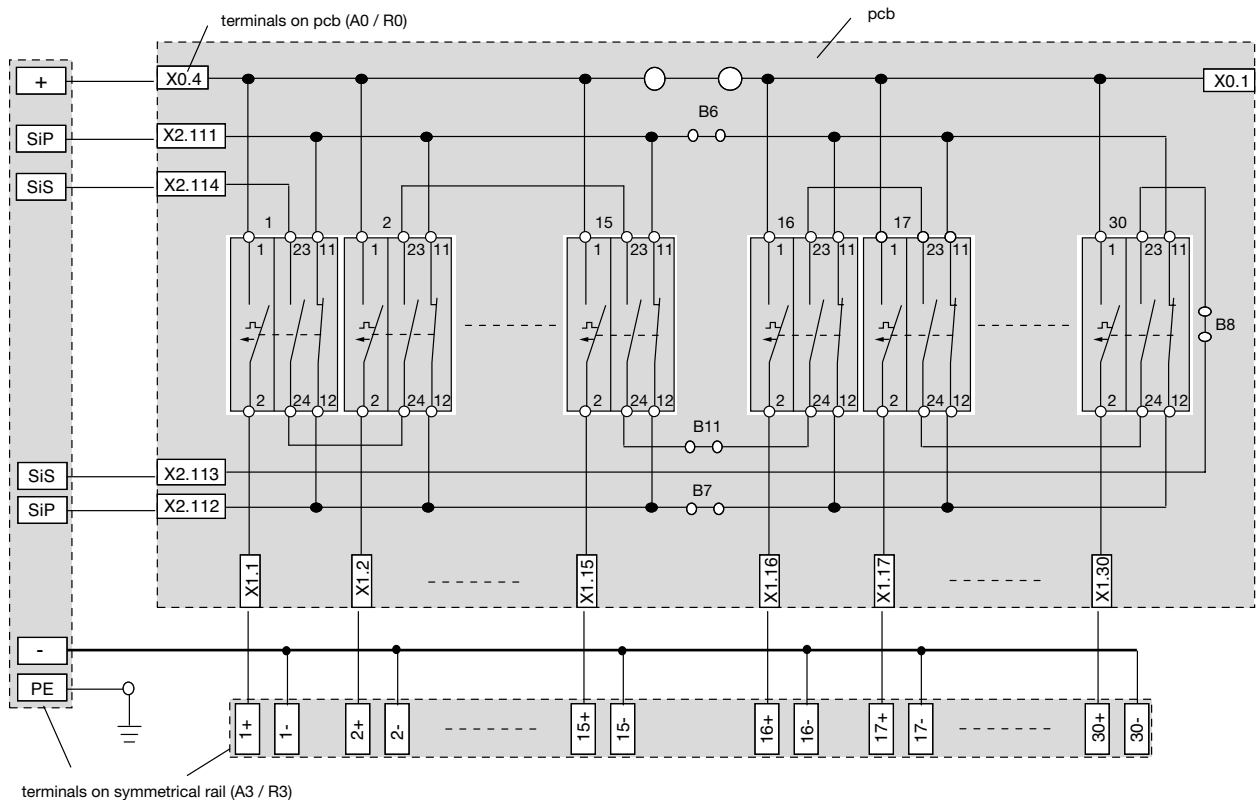 terminals on pcb (A0 / R0)
pcb
+
X0.4
X0.1
B6
SiP
X2.111
SiS
X2.114
1 2 15 16 17 30
1 23 11 1 23 11 1 23 11 1 23 11 1 23 11 1 23 11
B8
2 24 12 2 24 12 2 24 12 2 24 12 2 24 12 2 24 12
B11
SiS
X2.113
B7
SiP
X2.112
X1.1 X1.2 X1.15 X1.16 X1.17 X1.30
-
PE
1+ 1- 2+ 2- 15+ 15- 16+ 16- 17+ 17- 30+ 30-
terminals on symmetrical rail (A3 / R3)